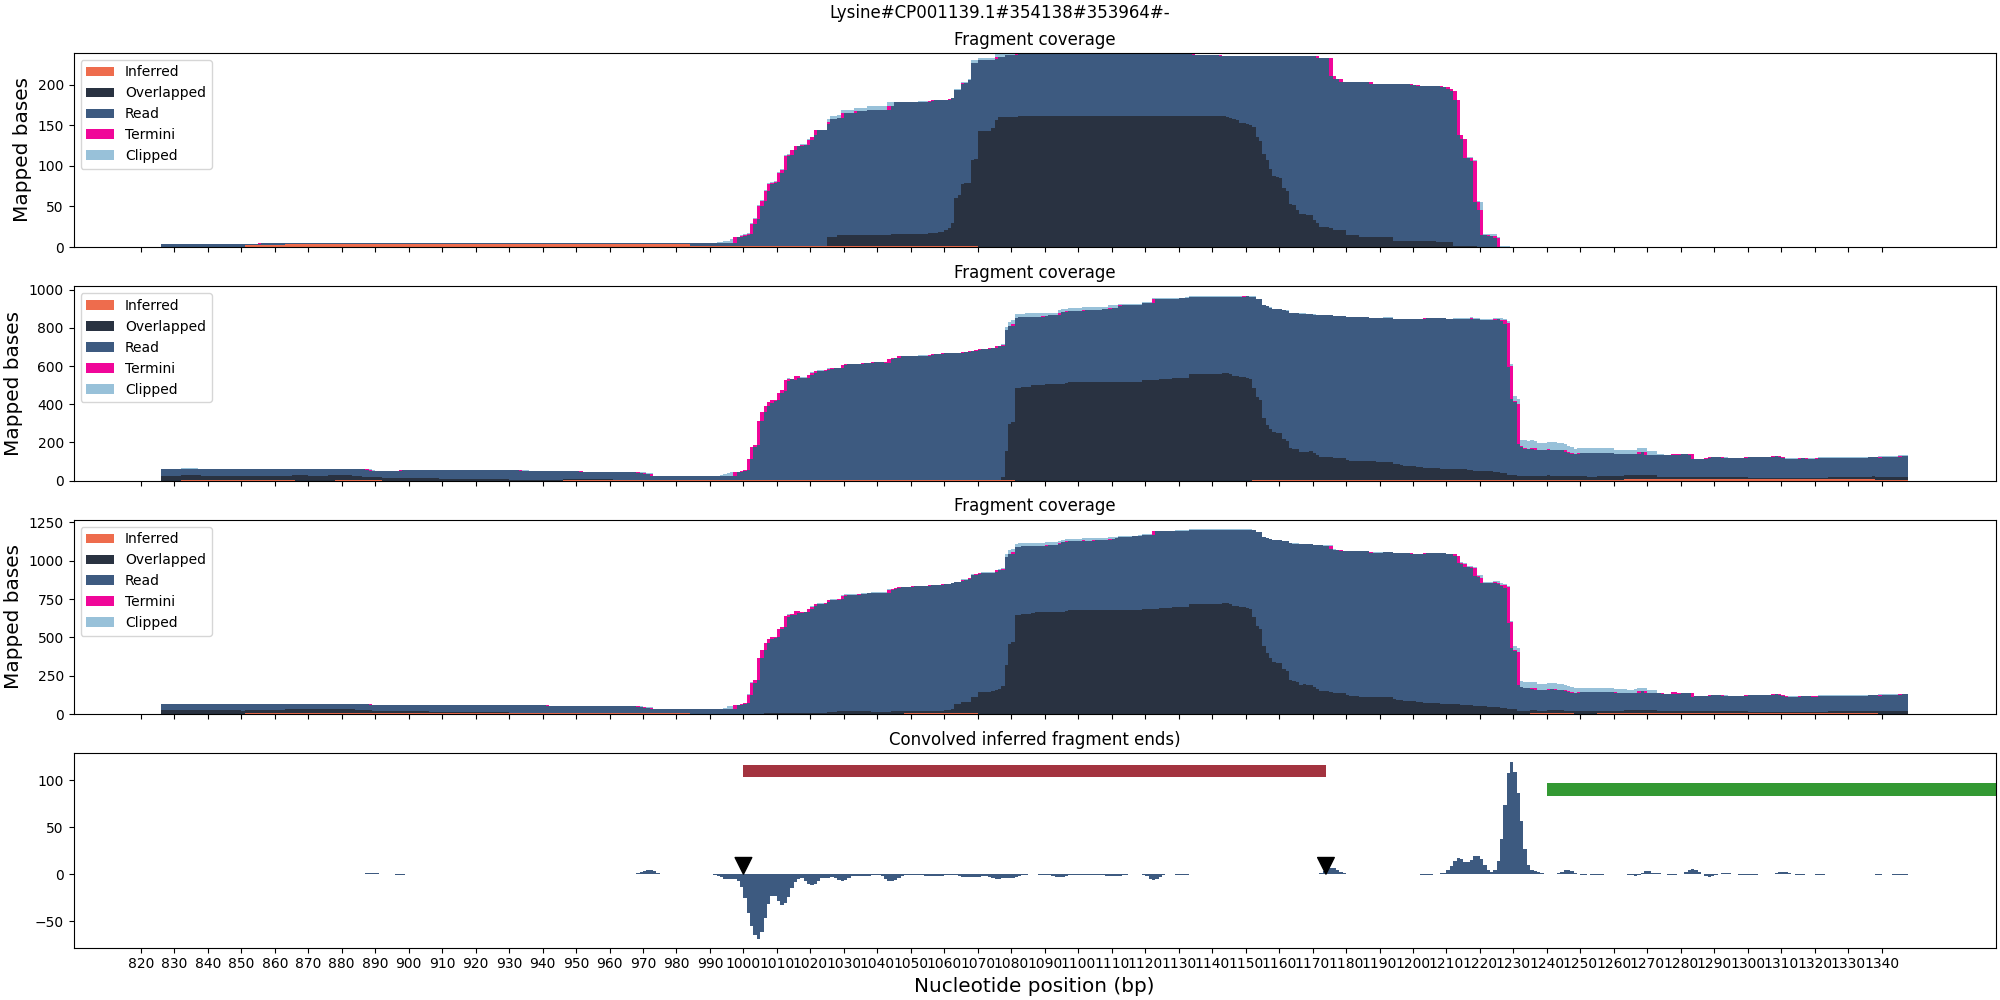 Lysine#CP001139.1#354138#353964#-
Fragment coverage
Mapped bases
200
150
100
50
0
Inferred
Overlapped
Read
Termini
Clipped
Fragment coverage
Mapped bases
1000
800
600
400
200
0
Inferred
Overlapped
Read
Termini
Clipped
Fragment coverage
Mapped bases
1250
1000
750
500
250
0
Inferred
Overlapped
Read
Termini
Clipped
Convolved inferred fragment ends)
100
50
0
−50
820 830 840 850 860 870 880 890 900 910 920 930 940 950 960 970 980 990 1000 1010 1020 1030 1040 1050 1060 1070 1080 1090 1100 1110 1120 1130 1140 1150 1160 1170 1180 1190 1200 1210 1220 1230 1240 1250 1260 1270 1280 1290 1300 1310 1320 1330 1340
Nucleotide position (bp)